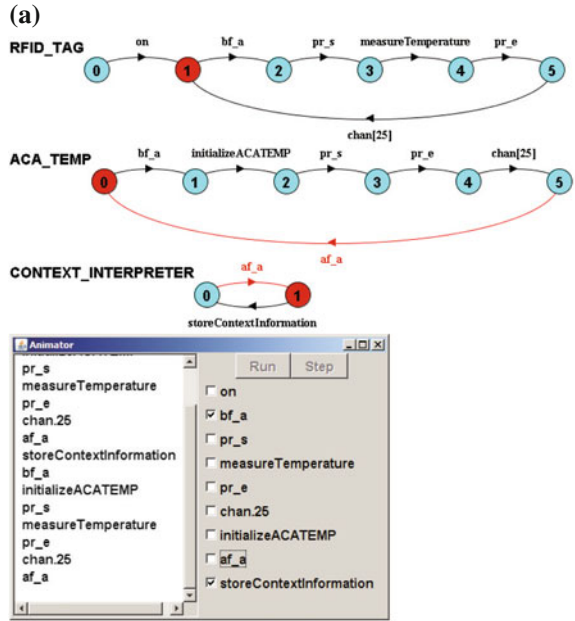 (a)
RFID_TAG
on bf_a pr_s measureTemperature pr_e
0 1 2 3 4 5
chan[25]
ACA_TEMP
bf_a initializeACATEMP pr_s pr_e chan[25]
0 1 2 3 4 5
af_a
CONTEXT_INTERPRETER
af_a
0 1
storeContextInformation
Animator
pr_s
measureTemperature
pr_e
chan.25
af_a
storeContextInformation
bf_a
initializeACATEMP
pr_s
measureTemperature
pr_e
chan.25
af_a
Run Step
on
bf_a
pr_s
measureTemperature
pr_e
chan.25
initializeACATEMP
af_a
storeContextInformation